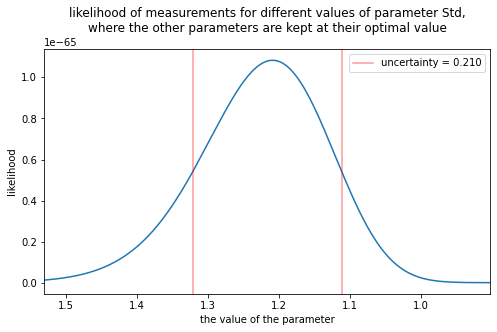 likelihood of measurements for different values of parameter Std,
where the other parameters are kept at their optimal value
1e−65
uncertainty = 0.210
1.0
0.8
0.6
0.4
0.2
0.0
likelihood
1.5 1.4 1.3 1.2 1.1 1.0
the value of the parameter